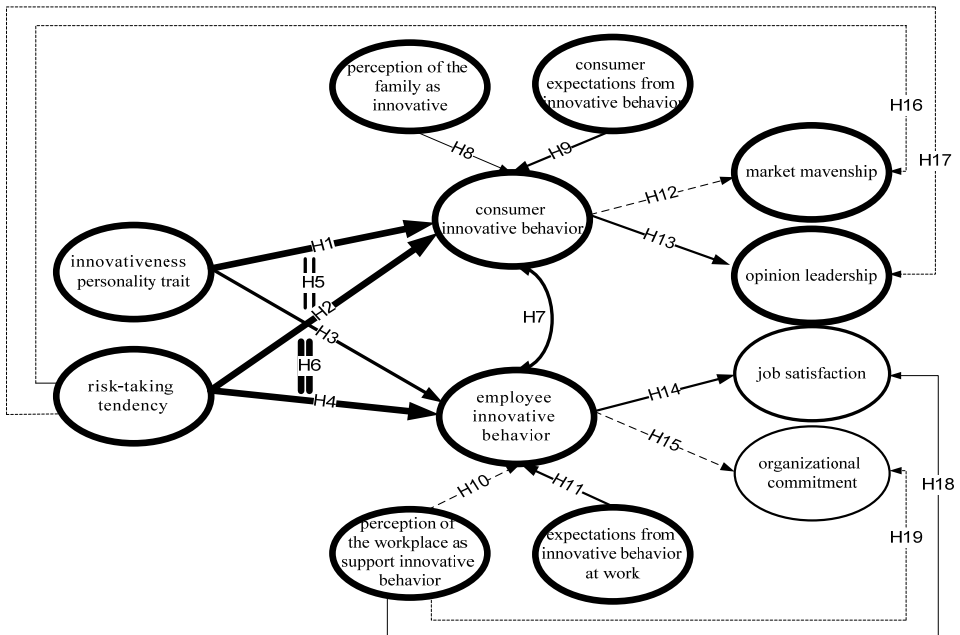 perception of the
family as
innovative
consumer
expectations from
innovative behavior
H16
H17
H8
H9
market mavenship
H12
consumer
innovative behavior
H13
H1
innovativeness
personality trait
opinion leadership
H5
H2
H3
H7
H6
risk-taking
tendency
job satisfaction
H14
H4
employee
innovative
behavior
H15
organizational
commitment
H10
H11
H18
H19
perception of
the workplace as
support innovative
behavior
expectations from
innovative behavior
at work